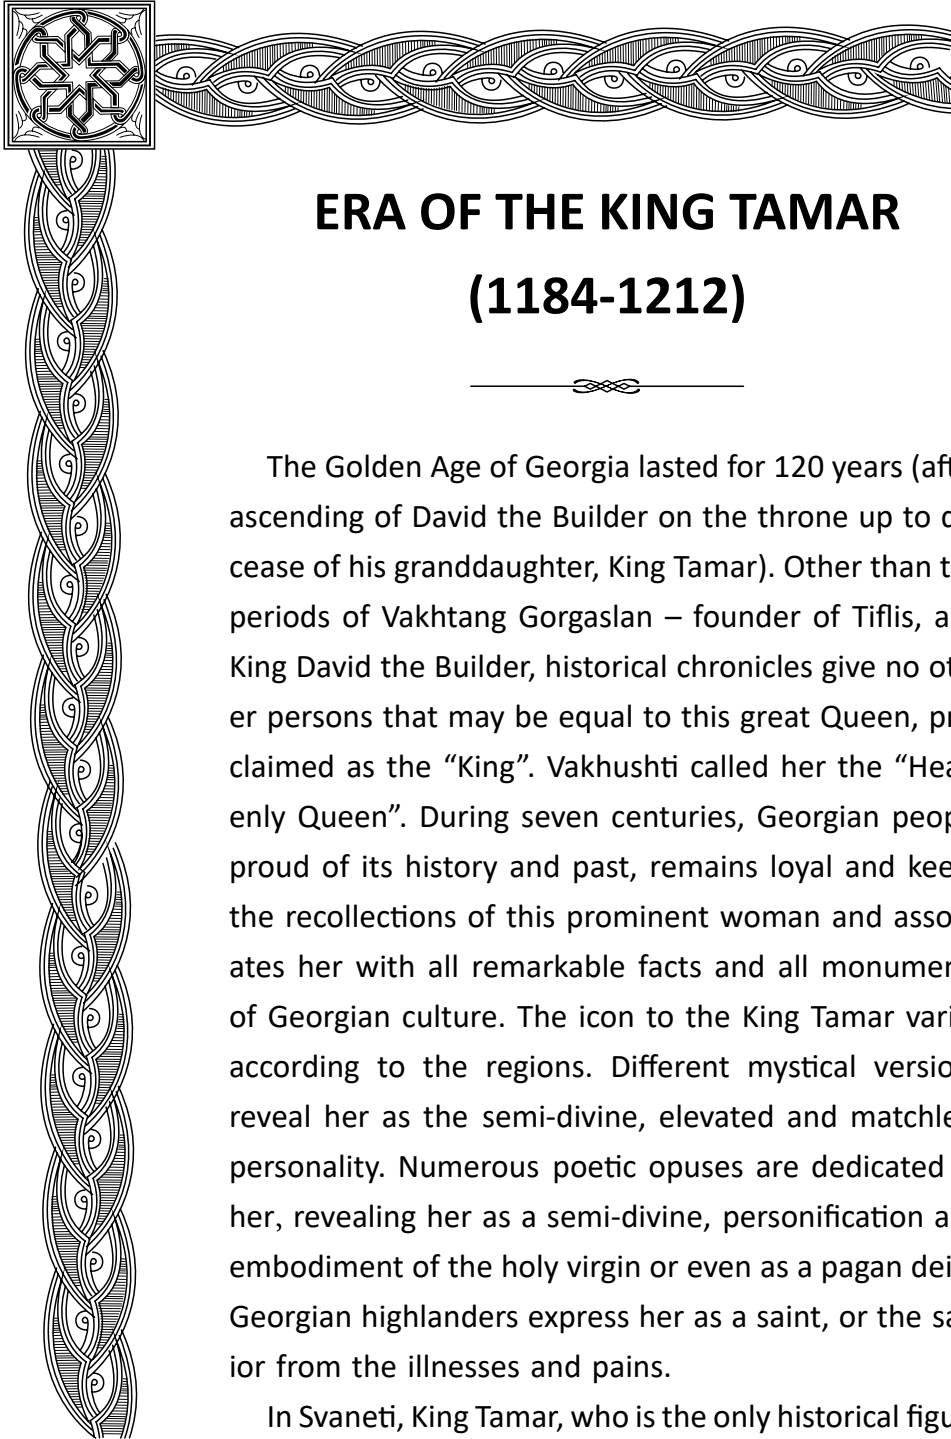 ERA OF THE KING TAMAR
(1184-1212)
The Golden Age of Georgia lasted for 120 years (aft
ascending of David the Builder on the throne up to d
cease of his granddaughter, King Tamar). Other than t
periods of Vakhtang Gorgaslan – founder of Tiflis, a
King David the Builder, historical chronicles give no ot
er persons that may be equal to this great Queen, pr
claimed as the “King”. Vakhushti called her the “Hea
enly Queen”. During seven centuries, Georgian peop
proud of its history and past, remains loyal and kee
the recollections of this prominent woman and asso
ates her with all remarkable facts and all monumen
of Georgian culture. The icon to the King Tamar vari
according to the regions. Different mystical versio
reveal her as the semi-divine, elevated and matchle
personality. Numerous poetic opuses are dedicated
her, revealing her as a semi-divine, personification a
embodiment of the holy virgin or even as a pagan dei
Georgian highlanders express her as a saint, or the sa
ior from the illnesses and pains.
In Svaneti, King Tamar, who is the only historical figu